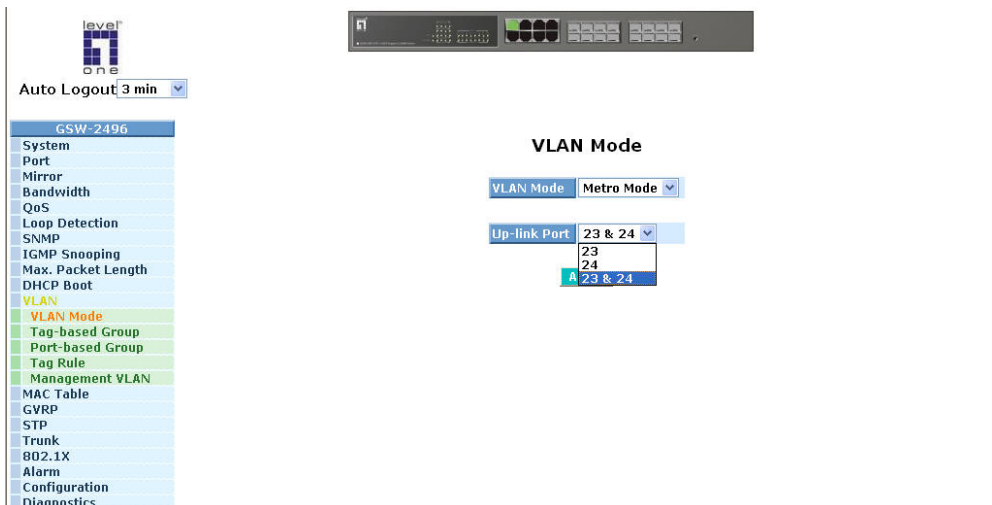 level
one
Auto Logout 3 min
GSW-2496
System
Port
Mirror
Bandwidth
QoS
Loop Detection
SNMP
IGMP Snooping
Max. Packet Length
DHCP Boot
VLAN
VLAN Mode
Tag-based Group
Port-based Group
Tag Rule
Management VLAN
MAC Table
GVRP
STP
Trunk
802.1X
Alarm
Configuration
Diagnostics
VLAN Mode
VLAN Mode Metro Mode
Up-link Port 23 & 24
23
24
A 23 & 24